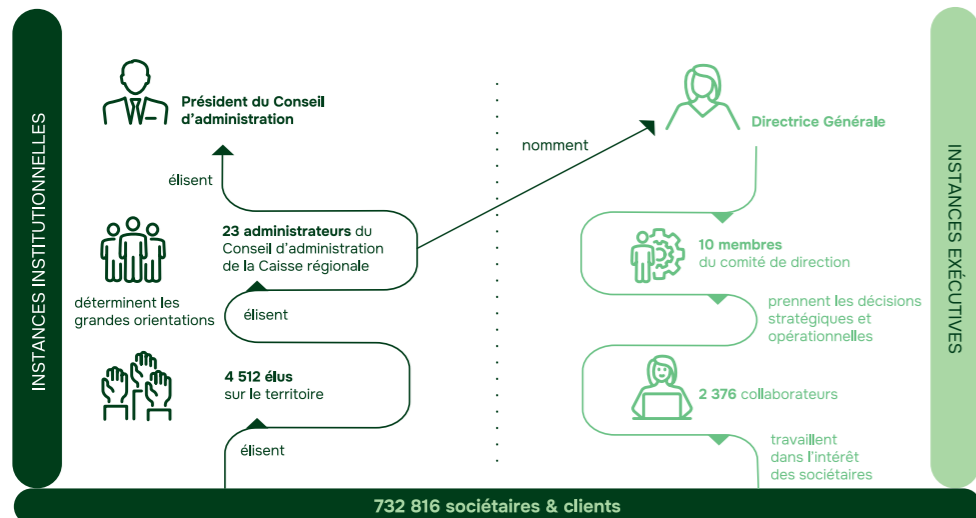 INSTANCES INSTITUTIONNELLES
Président du Conseil
d'administration
élisent
23 administrateurs du
Conseil d'administration
de la Caisse régionale
déterminent les
grandes orientations
élisent
4 512 élus
sur le territoire
élisent
nomment
Directrice Générale
10 membres
du comité de direction
prennent les décisions
stratégiques et
opérationnelles
2 376 collaborateurs
travaillent
dans l'intérêt
des sociétaires
INSTANCES EXÉCUTIVES
732 816 sociétaires & clients